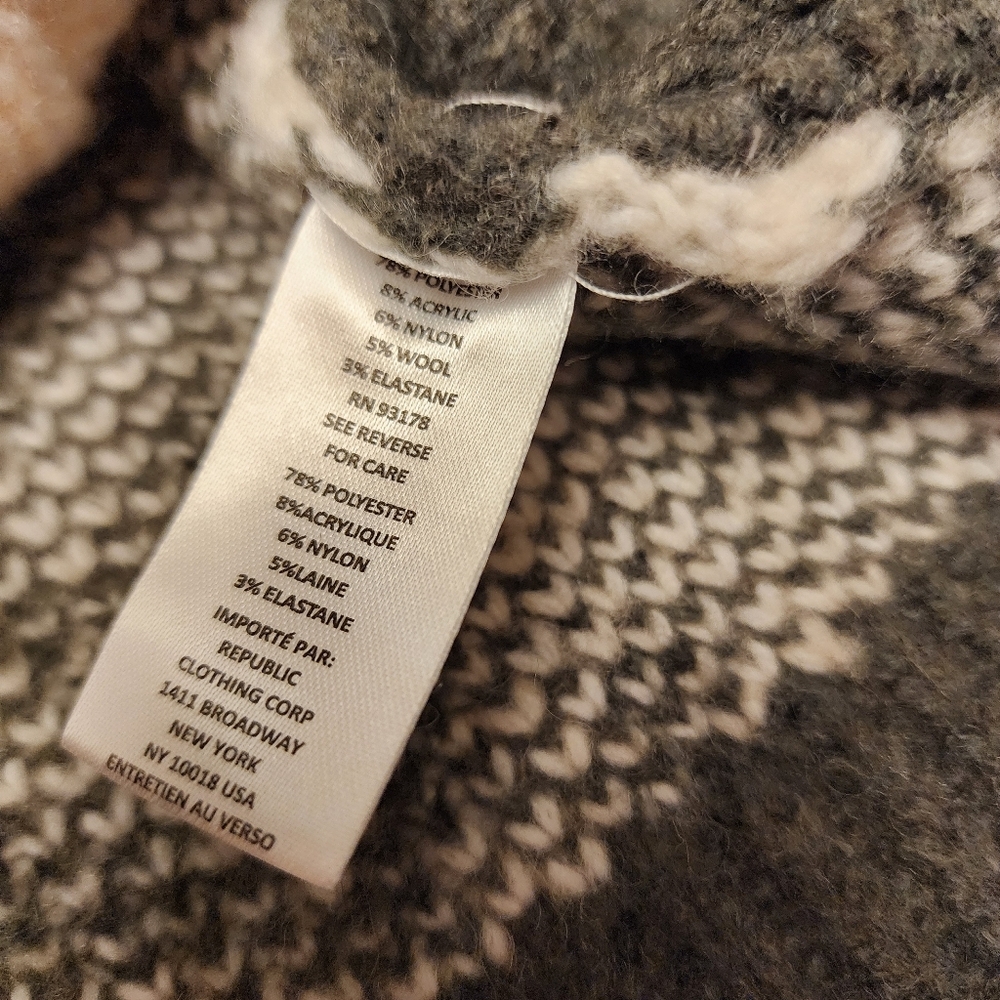 78% POLYESTER
8% ACRYLIC
6% NYLON
5% WOOL
3% ELASTANE
RN 93178
SEE REVERSE
FOR CARE
78% POLYESTER
8%ACRYLIQUE
6% NYLON
5%LAINE
3% ELASTANE
IMPORTÉ PAR:
REPUBLIC
CLOTHING CORP
1411 BROADWAY
NEW YORK
NY 10018 USA
ENTRETIEN AU VERSO